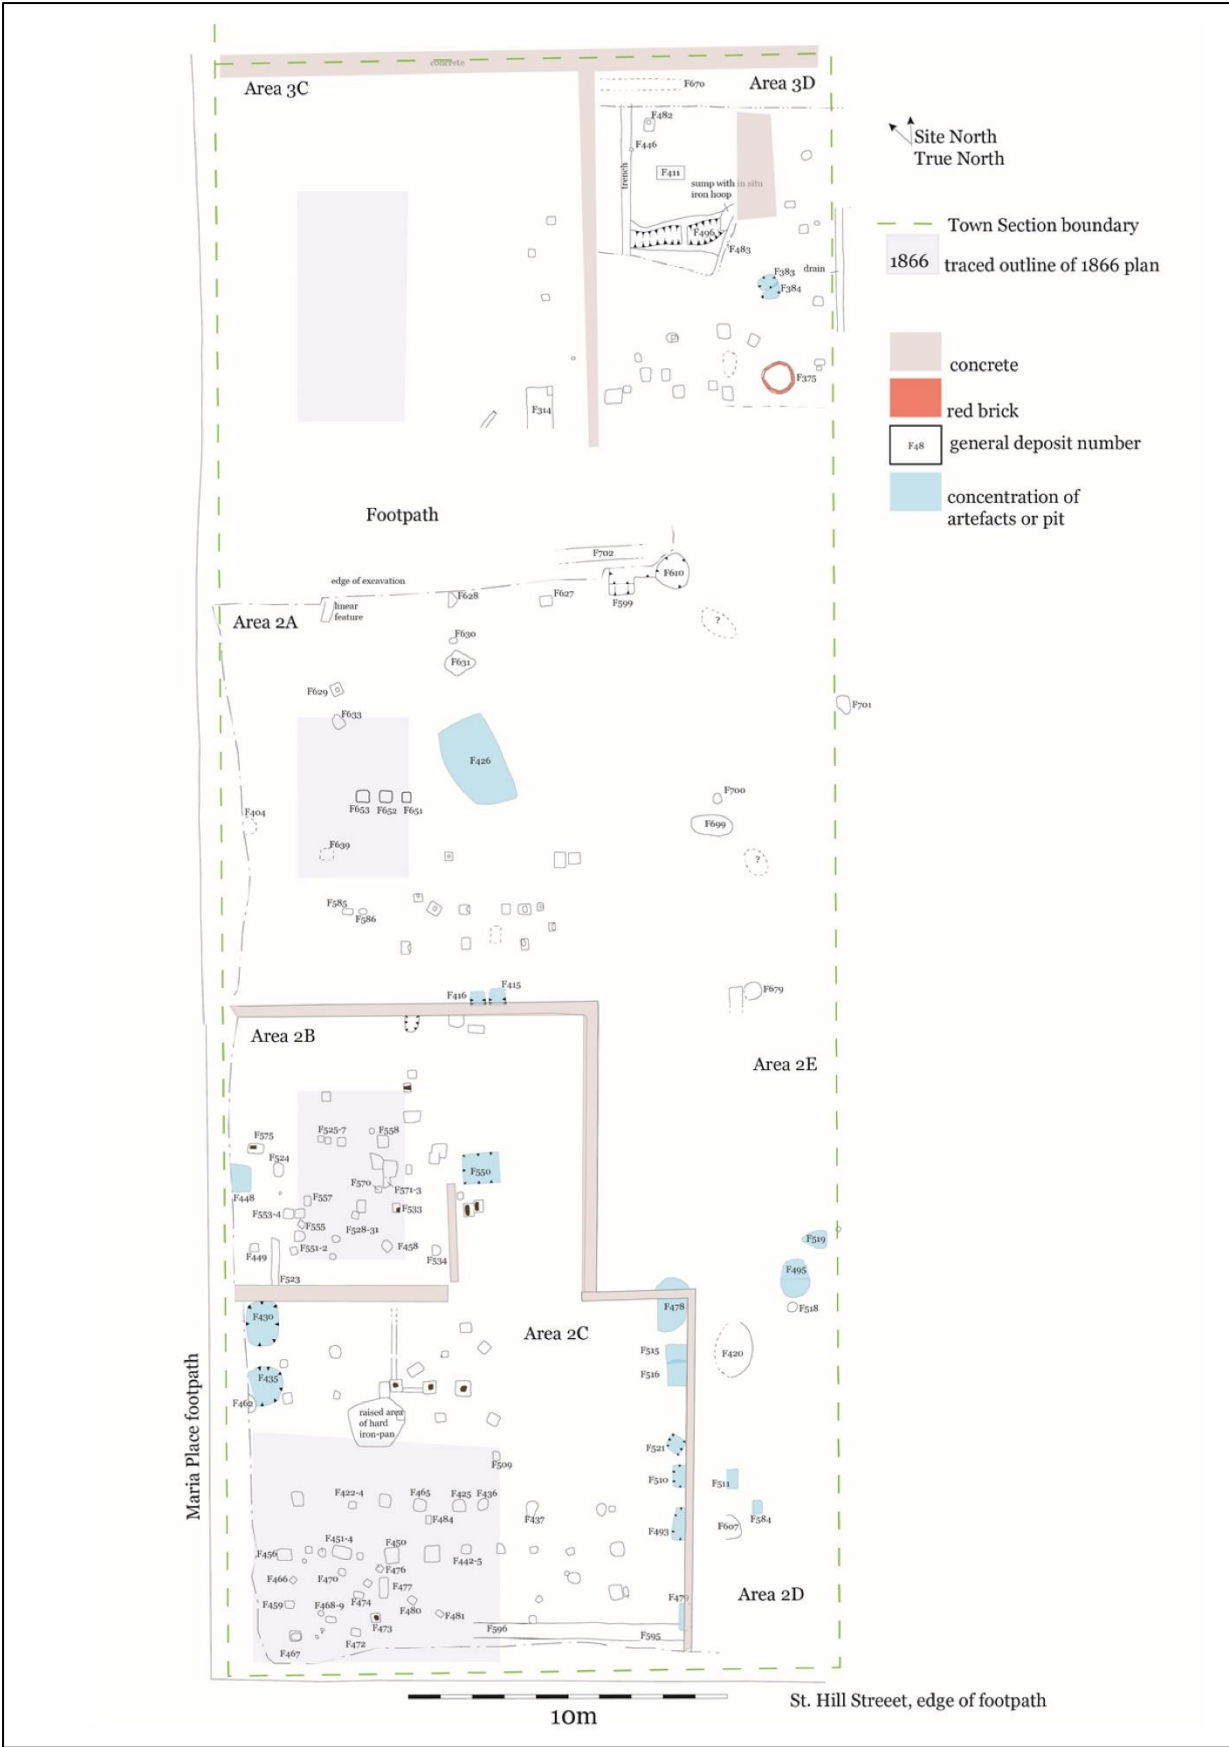 concrete
Area 3C
Area 3D
F670
F482
F446
trench
F411
sump with in situ
iron hoop
F496
F483
F383
drain
F384
F375
F314
Site North
True North
Town Section boundary
1866
traced outline of 1866 plan
concrete
red brick
F48
general deposit number
concentration of
artefacts or pit
Footpath
F702
F610
edge of excavation
F628
F627
F599
linear
feature
Area 2A
?
F630
F631
F629
F633
F701
F426
F653
F652
F651
F700
F404
F699
F639
?
F585
F586
F416
F415
F679
Area 2B
Area 2E
F575
F525-7
F558
F524
F550
F448
F570
F571-3
F557
F553-4
F533
F555
F528-31
F449
F551-2
F458
F534
F523
F519
F495
F518
F430
F478
Area 2C
F515
F516
F420
F435
F462
raised area
of hard
iron-pan
Maria Place footpath
F521
F509
F510
F511
F422-4
F465
F425
F436
F484
F437
F493
F584
F607
F451-4
F450
F456
F442-5
F476
F466
F470
F477
F459
F468-9
F474
F480
F481
F479
Area 2D
F473
F596
F595
F472
F467
10m
St. Hill Streeet, edge of footpath